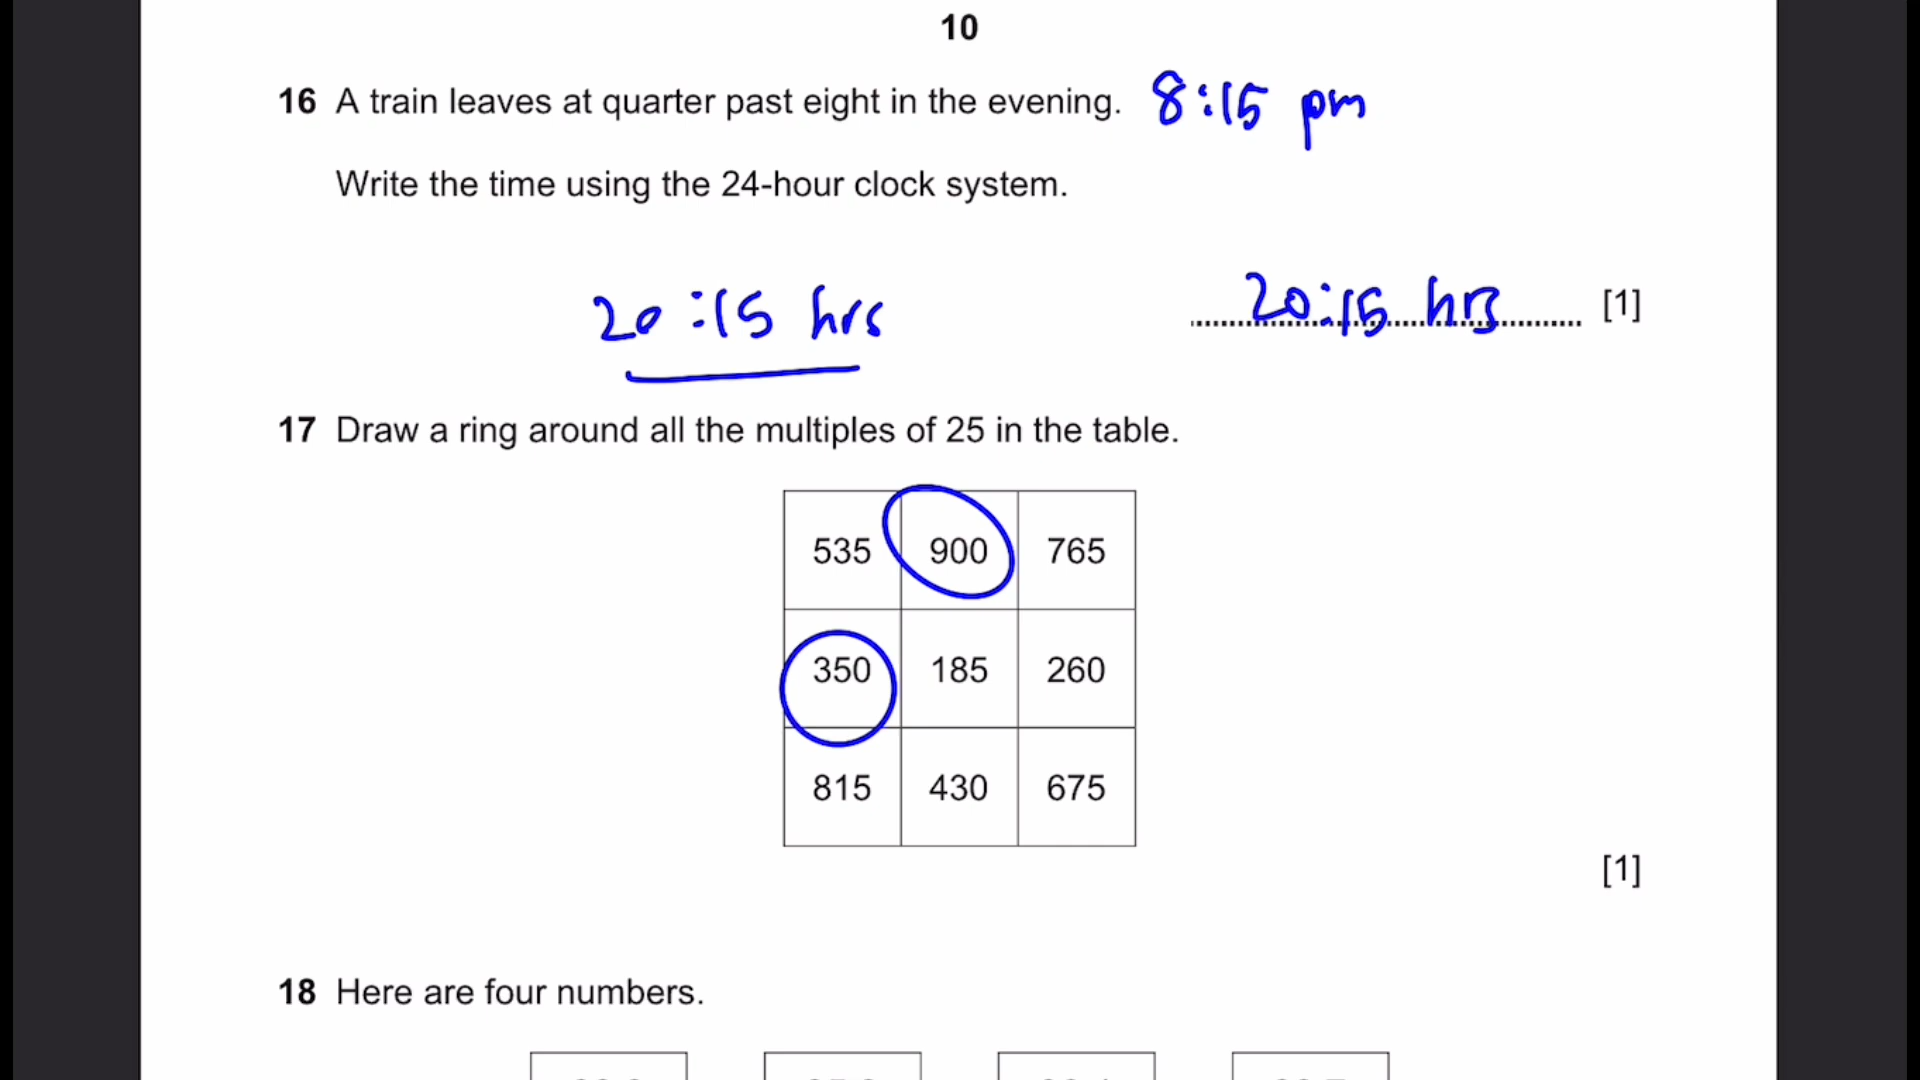 10
16 A train leaves at quarter past eight in the evening. 8:15 pm
Write the time using the 24-hour clock system.
20:15 hrs
20:15 hrs [1]
17 Draw a ring around all the multiples of 25 in the table.
535 900 765
350 185 260
815 430 675
[1]
18 Here are four numbers.